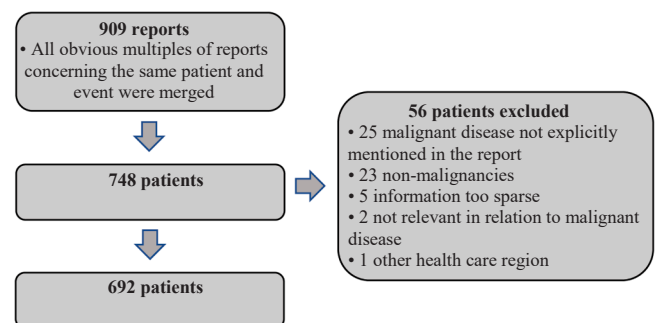 909 reports
• All obvious multiples of reports
concerning the same patient and
event were merged
748 patients
56 patients excluded
• 25 malignant disease not explicitly
mentioned in the report
• 23 non-malignancies
• 5 information too sparse
• 2 not relevant in relation to malignant
disease
• 1 other health care region
692 patients